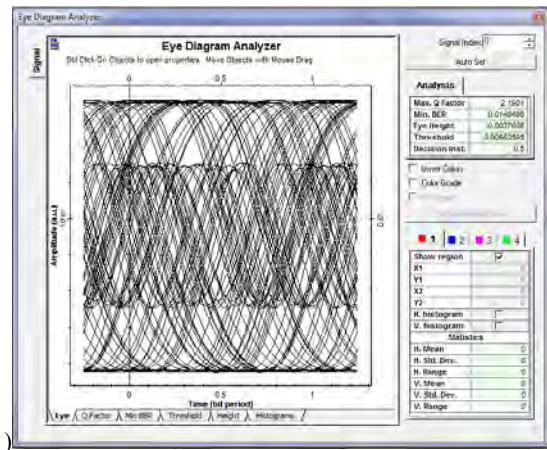 Eye Diagram Analyzer
Signal
Eye Diagram Analyzer
Dbl Click On Objects to open properties. Move Objects with Mouse Drag
0
0.5
1
Amplitude (a.u.)
0
0.5
1
Time (bit period)
Eye
Q Factor
Min BER
Threshold
Height
Histograms
Signal Index:
Auto Set
Analysis
Max. Q Factor
Min. BER
Eye Height
Threshold
Decision Inst.
0.5
Invert Colors
Color Grade
1
2
3
4
Show region
X1
Y1
X2
Y2
H. histogram
V. histogram
Statistics
H. Mean 0
H. Std. Dev. 0
H. Range 0
V. Mean 0
V. Std. Dev. 0
V. Range 0
)